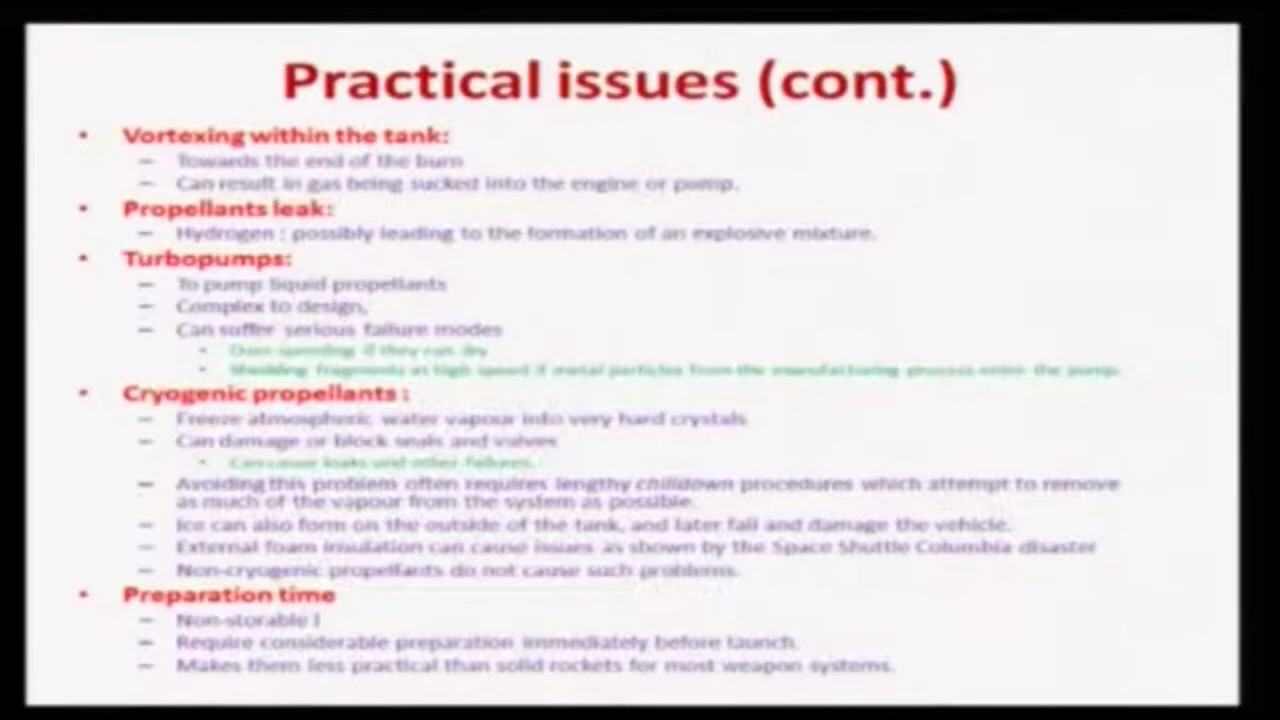 Practical issues (cont.)
• Vortexing within the tank:
– Towards the end of the burn
– Can result in gas being sucked into the engine or pump.
• Propellants leak:
– Hydrogen : possibly leading to the formation of an explosive mixture.
• Turbopumps:
– To pump liquid propellants
– Complex to design,
– Can suffer serious failure modes
• Over-speeding if they run dry
• Shedding fragments at high speed if metal particles from the manufacturing process enter the pump.
• Cryogenic propellants :
– Freeze atmospheric water vapour into very hard crystals
– Can damage or block seals and valves
• Can cause leaks and other failures.
– Avoiding this problem often requires lengthy chilldown procedures which attempt to remove
as much of the vapour from the system as possible.
– Ice can also form on the outside of the tank, and later fall and damage the vehicle.
– External foam insulation can cause issues as shown by the Space Shuttle Columbia disaster
– Non-cryogenic propellants do not cause such problems.
• Preparation time
– Non-storable l
– Require considerable preparation immediately before launch.
– Makes them less practical than solid rockets for most weapon systems.